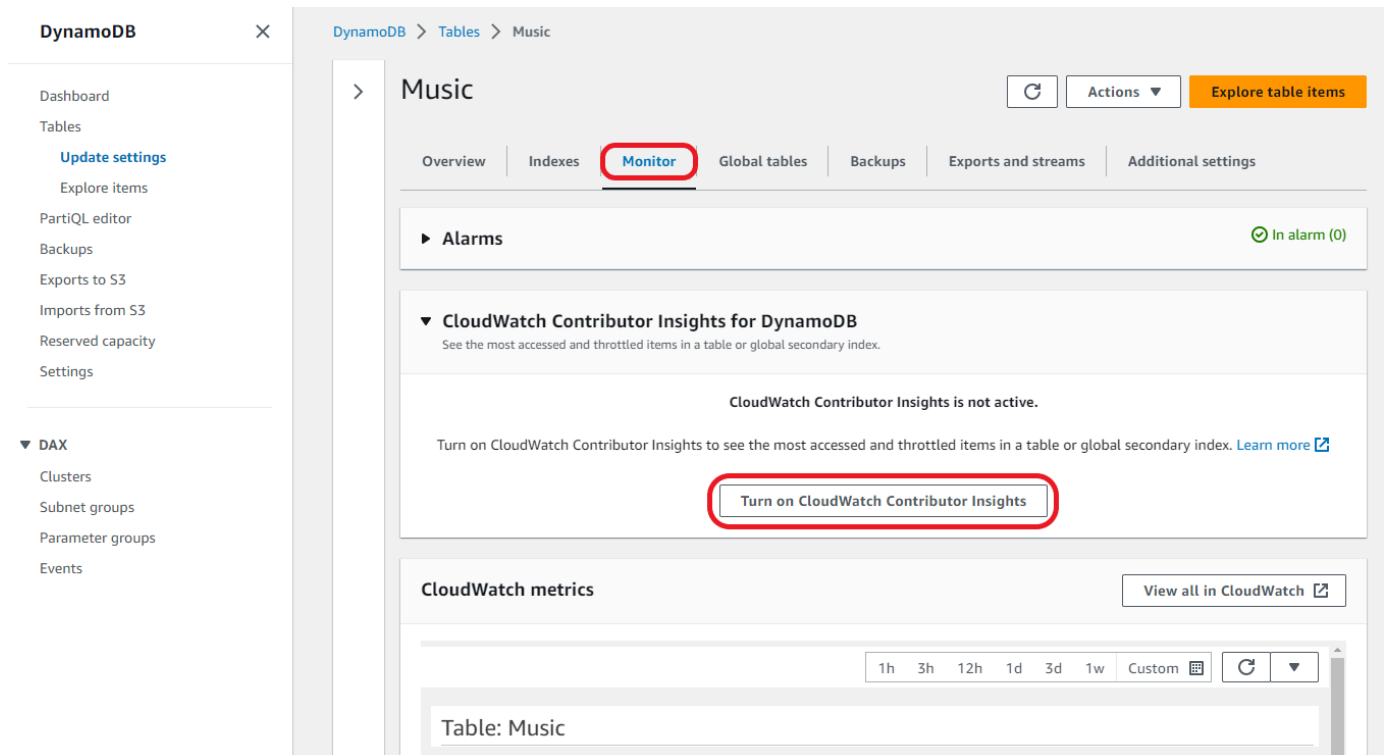 DynamoDB
Dashboard
Tables
Update settings
Explore items
PartiQL editor
Backups
Exports to S3
Imports from S3
Reserved capacity
Settings
DAX
Clusters
Subnet groups
Parameter groups
Events
DynamoDB Tables Music
Music
Actions Explore table items
Overview Indexes Monitor Global tables Backups Exports and streams Additional settings
Alarms In alarm (0)
CloudWatch Contributor Insights for DynamoDB
See the most accessed and throttled items in a table or global secondary index.
CloudWatch Contributor Insights is not active.
Turn on CloudWatch Contributor Insights to see the most accessed and throttled items in a table or global secondary index. Learn more
Turn on CloudWatch Contributor Insights
CloudWatch metrics View all in CloudWatch
1h 3h 12h 1d 3d 1w Custom
Table: Music